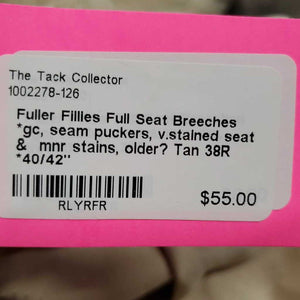 The Tack Collector
1002278-126
Fuller Fillies Full Seat Breeches
*gc, seam puckers, v.stained seat
& mnr stains, older? Tan 38R
*40/42"
RLYRFR
$55.00